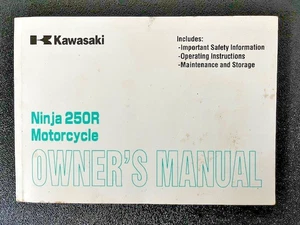 Kawasaki
Includes:
-Important Safety Information
-Operating Instructions
-Maintenance and Storage
Ninja 250R
Motorcycle
OWNER'S MANUAL